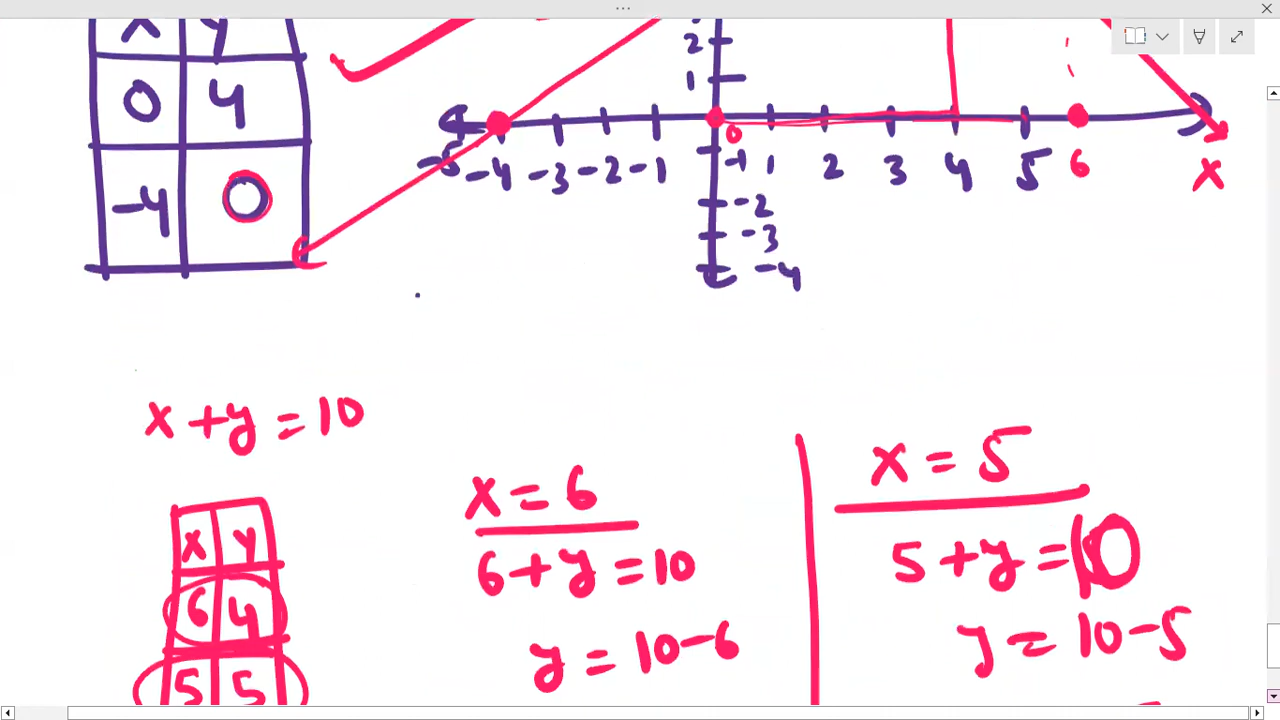 x y
0 4
-4 0
2
1
-5 -4 -3 -2 -1 0 -1 1 2 3 4 5 6 x
-2
-3
-4
x+y=10
x y
6 4
5 5
x=6
6+y=10
y=10-6
x=5
5+y=10
y=10-5